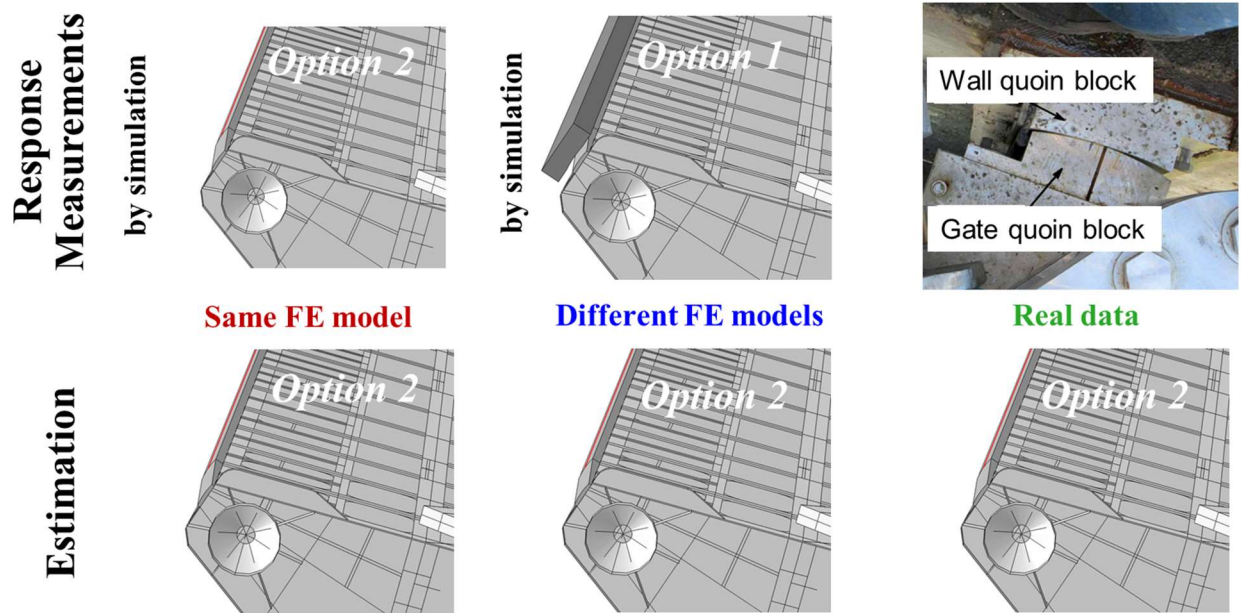 Response
Measurements
by simulation
Option 2
by simulation
Option 1
Wall quoin block
Gate quoin block
Same FE model
Different FE models
Real data
Estimation
Option 2
Option 2
Option 2